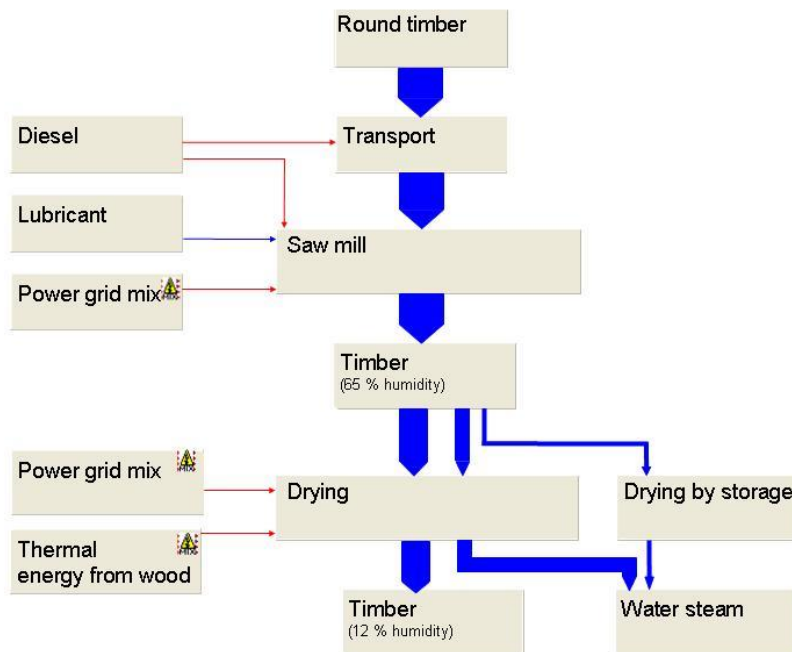 Round timber
Diesel
Transport
Lubricant
Saw mill
Power grid mix
Timber
(65 % humidity)
Power grid mix
Drying
Drying by storage
Thermal
energy from wood
Timber
(12 % humidity)
Water steam